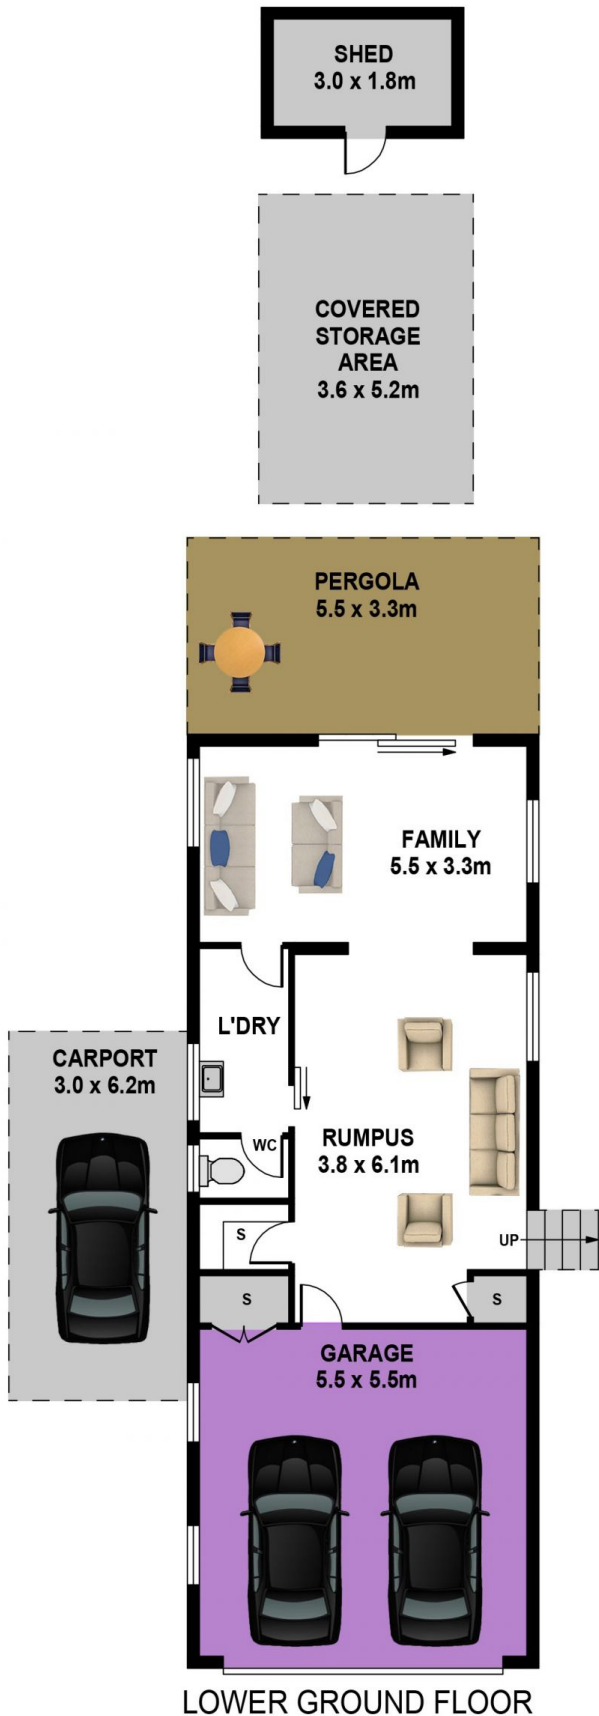 SHED
3.0 x 1.8m
COVERED
STORAGE
AREA
3.6 x 5.2m
PERGOLA
5.5 x 3.3m
FAMILY
5.5 x 3.3m
L'DRY
CARPORT
3.0 x 6.2m
WC
RUMPUS
3.8 x 6.1m
S
UP
S
S
GARAGE
5.5 x 5.5m
LOWER GROUND FLOOR